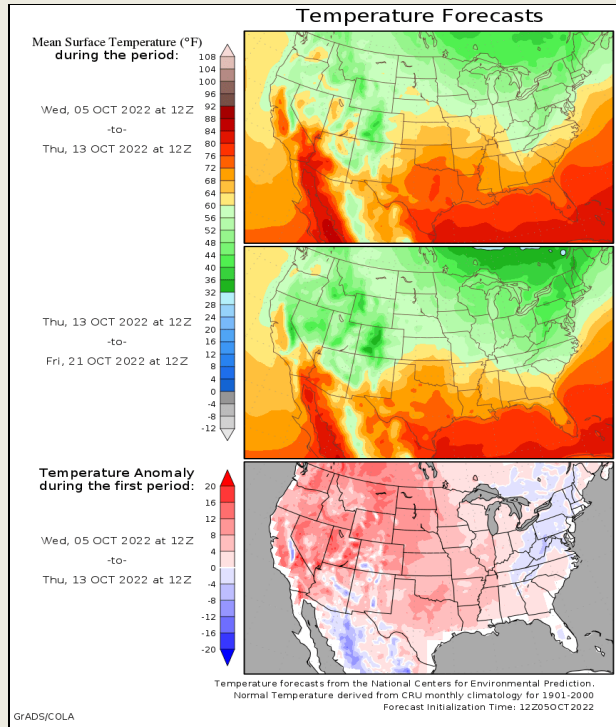 Temperature Forecasts
Mean Surface Temperature (°F)
during the period:
108
104
100
96
92
88
84
80
76
72
68
64
60
56
52
48
44
40
36
32
28
24
20
16
12
8
4
0
-4
-8
-12
Wed, 05 OCT 2022 at 12Z
-to-
Thu, 13 OCT 2022 at 12Z
Thu, 13 OCT 2022 at 12Z
-to-
Fri, 21 OCT 2022 at 12Z
Temperature Anomaly
during the first period:
20
16
12
8
4
0
-4
-8
-12
-16
-20
Wed, 05 OCT 2022 at 12Z
-to-
Thu, 13 OCT 2022 at 12Z
Temperature forecasts from the National Centers for Environmental Prediction.
Normal Temperature derived from CRU monthly climatology for 1901-2000
Forecast Initialization Time: 12Z05OCT2022
GrADS/COLA